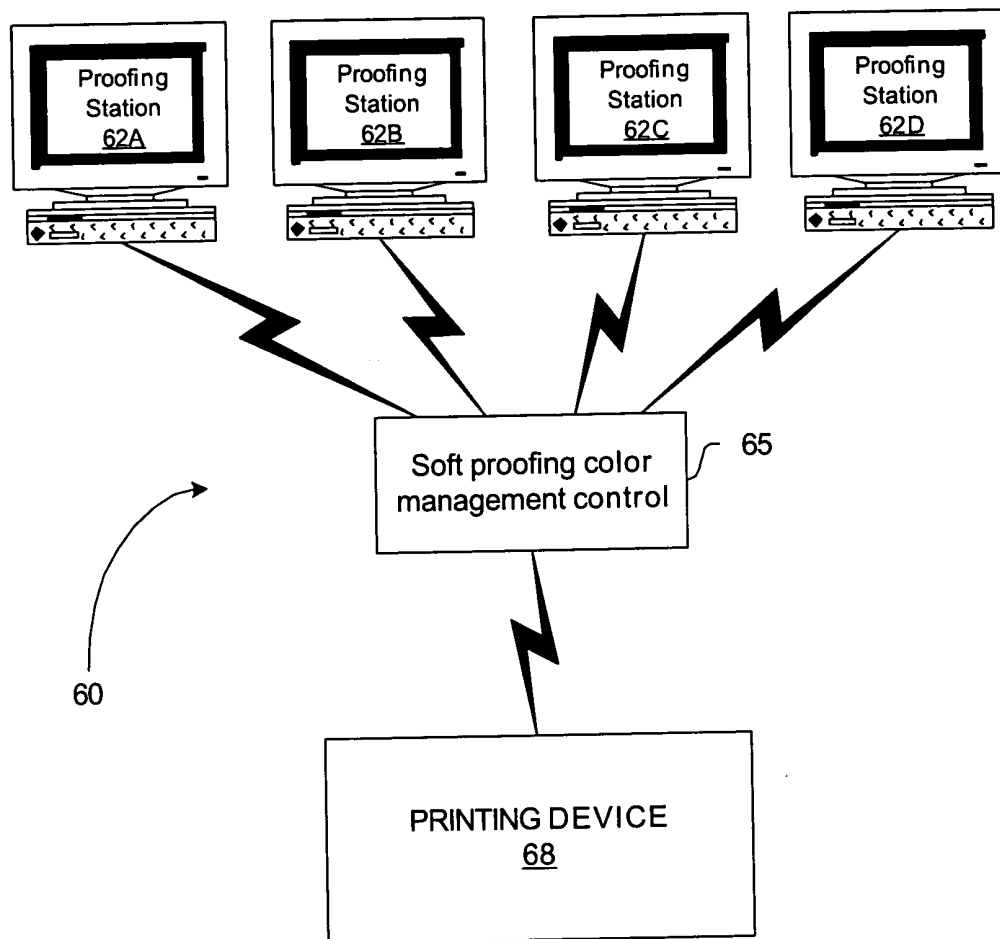 Proofing
Station
62A
Proofing
Station
62B
Proofing
Station
62C
Proofing
Station
62D
Soft proofing color
management control
65
60
PRINTING DEVICE
68